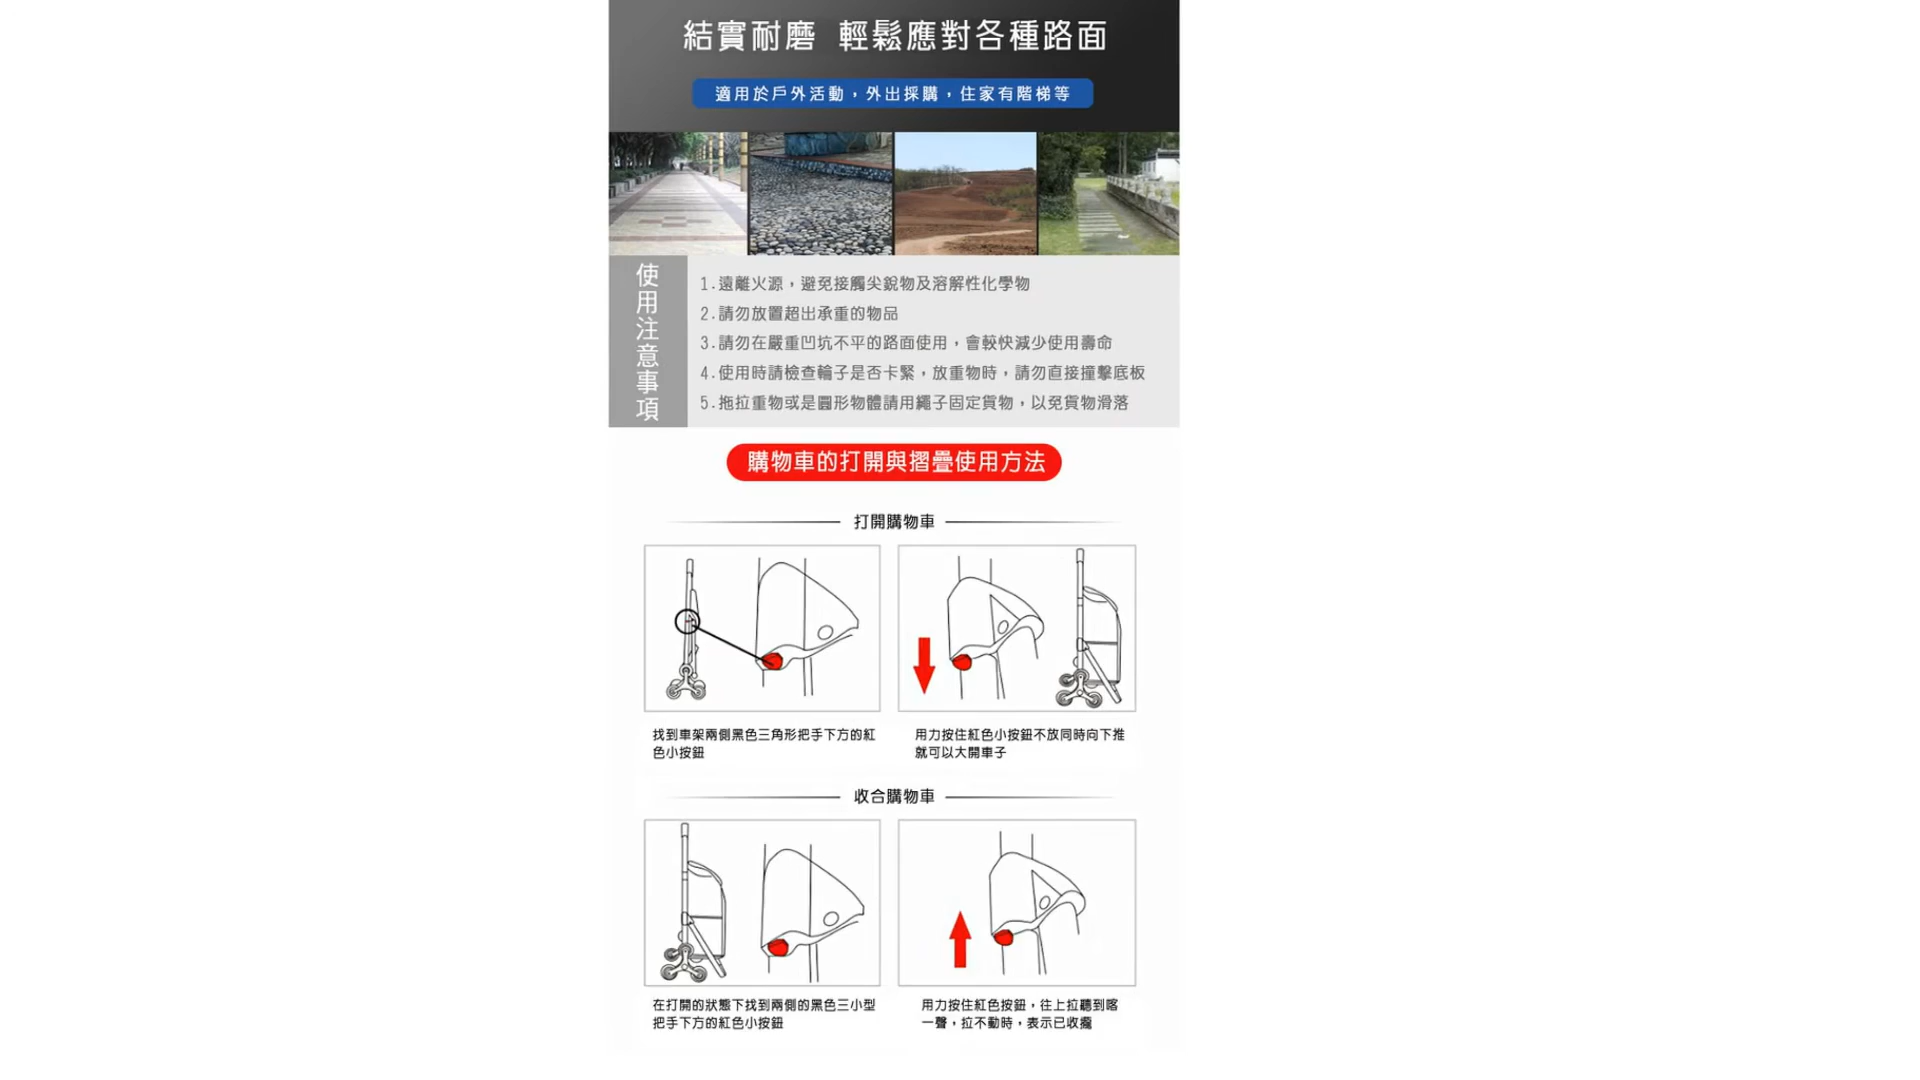 結實耐磨 輕鬆應對各種路面
適用於戶外活動，外出採購，住家有階梯等
使用注意事項
1.遠離火源，避免接觸尖銳物及溶解性化學物
2.請勿放置超出承重的物品
3.請勿在嚴重凹坑不平的路面使用，會較快減少使用壽命
4.使用時請檢查輪子是否卡緊，放重物時，請勿直接撞擊底板
5.拖拉重物或是圓形物體請用繩子固定貨物，以免貨物滑落
購物車的打開與摺疊使用方法
打開購物車
找到車架兩側黑色三角形把手下方的紅
色小按鈕
用力按住紅色小按鈕不放同時向下推
就可以大開車子
收合購物車
在打開的狀態下找到兩側的黑色三小型
把手下方的紅色小按鈕
用力按住紅色按鈕，往上拉聽到喀
一聲，拉不動時，表示已收攏